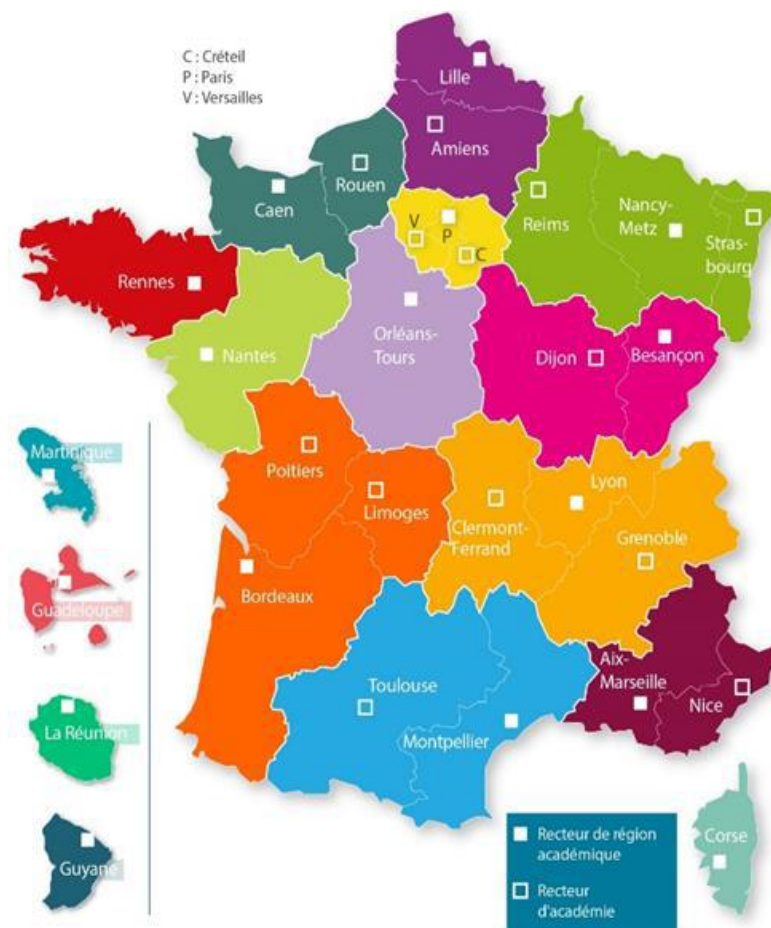 C : Créteil
P : Paris
V : Versailles
Lille
Amiens
Rouen
Caen
V
P
C
Reims
Nancy-
Metz
Stras-
bourg
Rennes
Nantes
Orléans-
Tours
Dijon
Besançon
Martinique
Poitiers
Limoges
Clermont-
Ferrand
Lyon
Grenoble
Guadeloupe
Bordeaux
Aix-
Marseille
Nice
Toulouse
Montpellier
La Réunion
Guyane
Corse
Recteur de région
académique
Recteur
d'académie